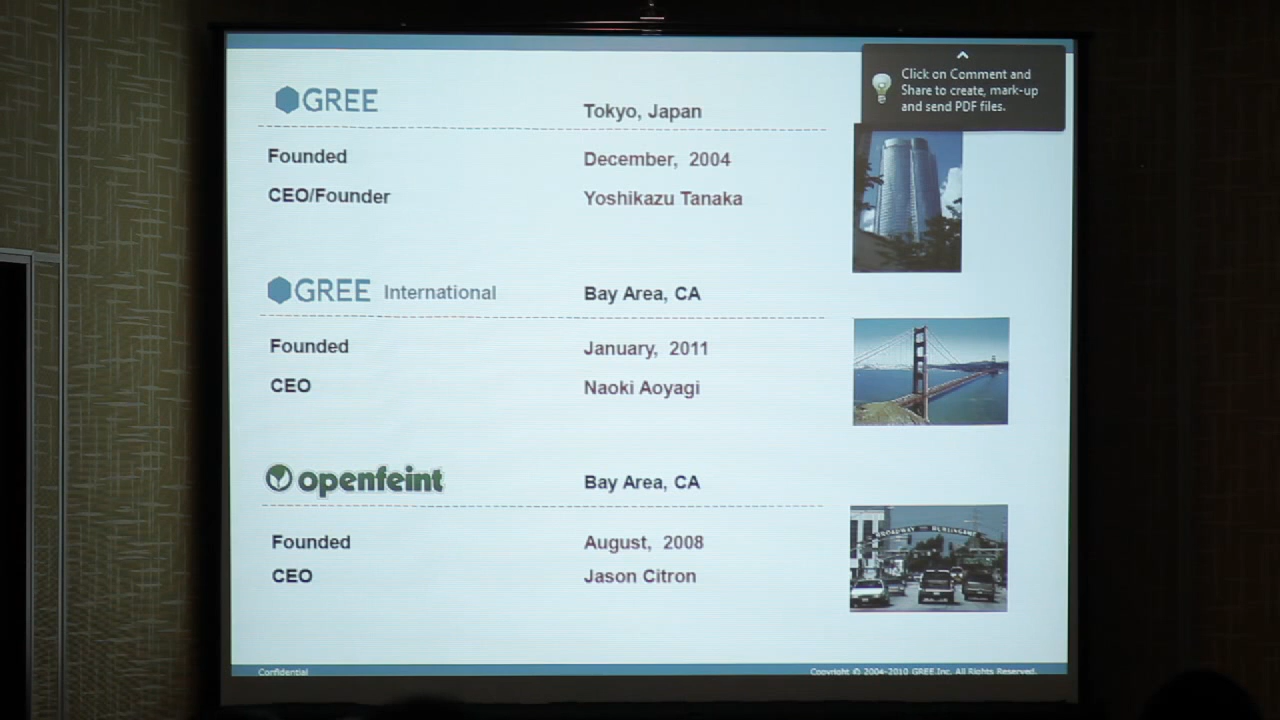 GREE Tokyo, Japan
Click on Comment and
Share to create, mark-up
and send PDF files.
Founded December, 2004
CEO/Founder Yoshikazu Tanaka
GREE International Bay Area, CA
Founded January, 2011
CEO Naoki Aoyagi
openfeint Bay Area, CA
Founded August, 2008
CEO Jason Citron
BROADWAY BURLINGAME
Confidential Copyright © 2004-2010 GREE,Inc. All Rights Reserved.